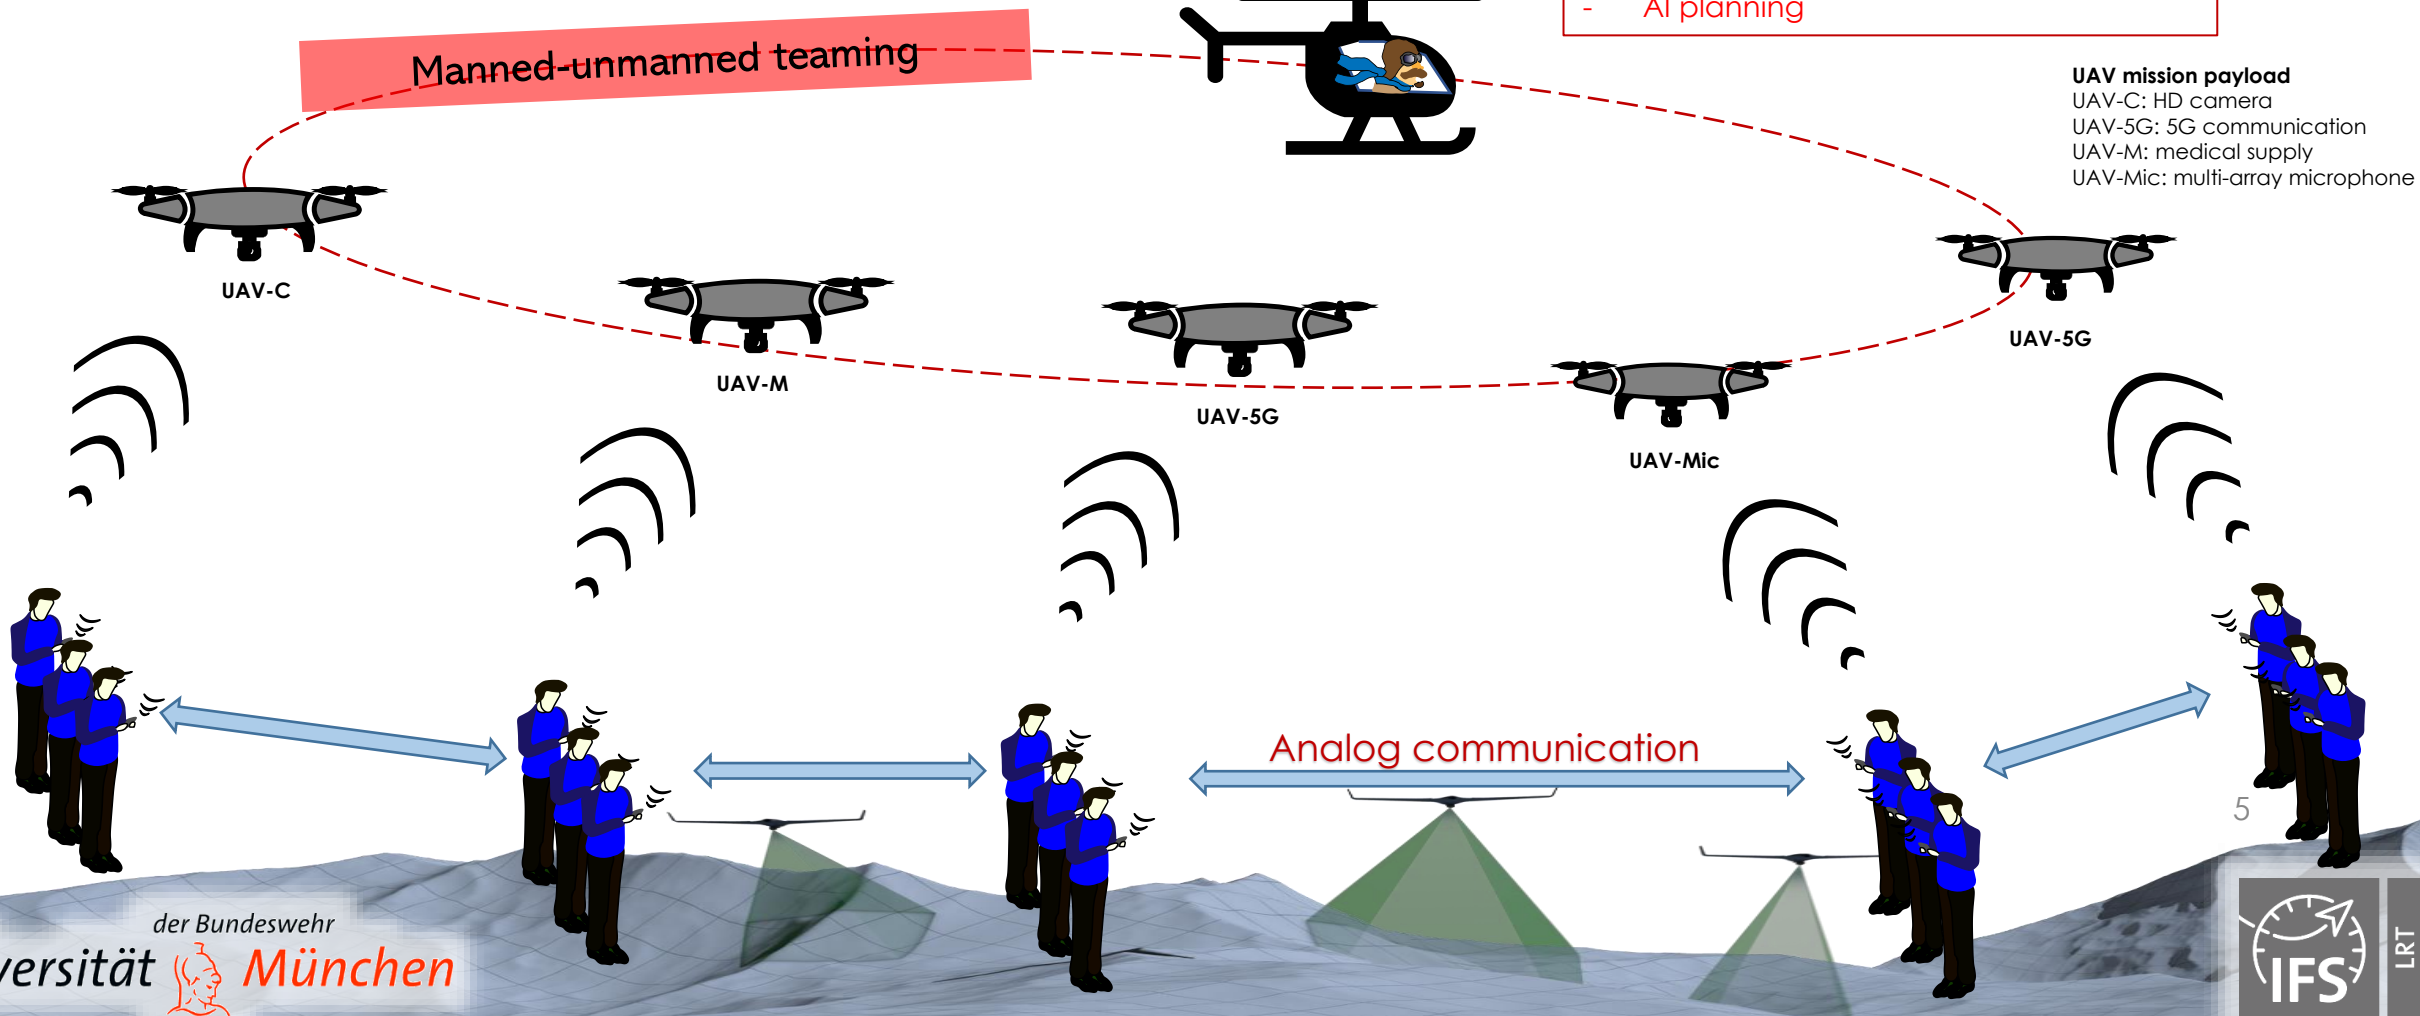 - AI planning
Manned-unmanned teaming
UAV mission payload
UAV-C: HD camera
UAV-5G: 5G communication
UAV-M: medical supply
UAV-Mic: multi-array microphone
UAV-C
UAV-M
UAV-5G
UAV-Mic
UAV-5G
Analog communication
5
der Bundeswehr
versität München
IFS
LRT